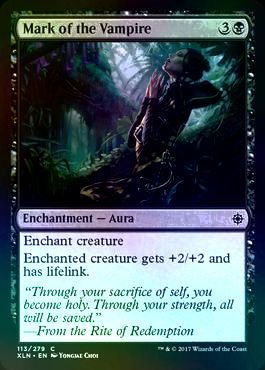 Mark of the Vampire 3
Enchantment — Aura
Enchant creature
Enchanted creature gets +2/+2 and
has lifelink.
“Through your sacrifice of self, you
become holy. Through your strength, all
will be saved.”
—From the Rite of Redemption
113/279 C
XLN • EN Yongjae Choi
™ & © 2017 Wizards of the Coast